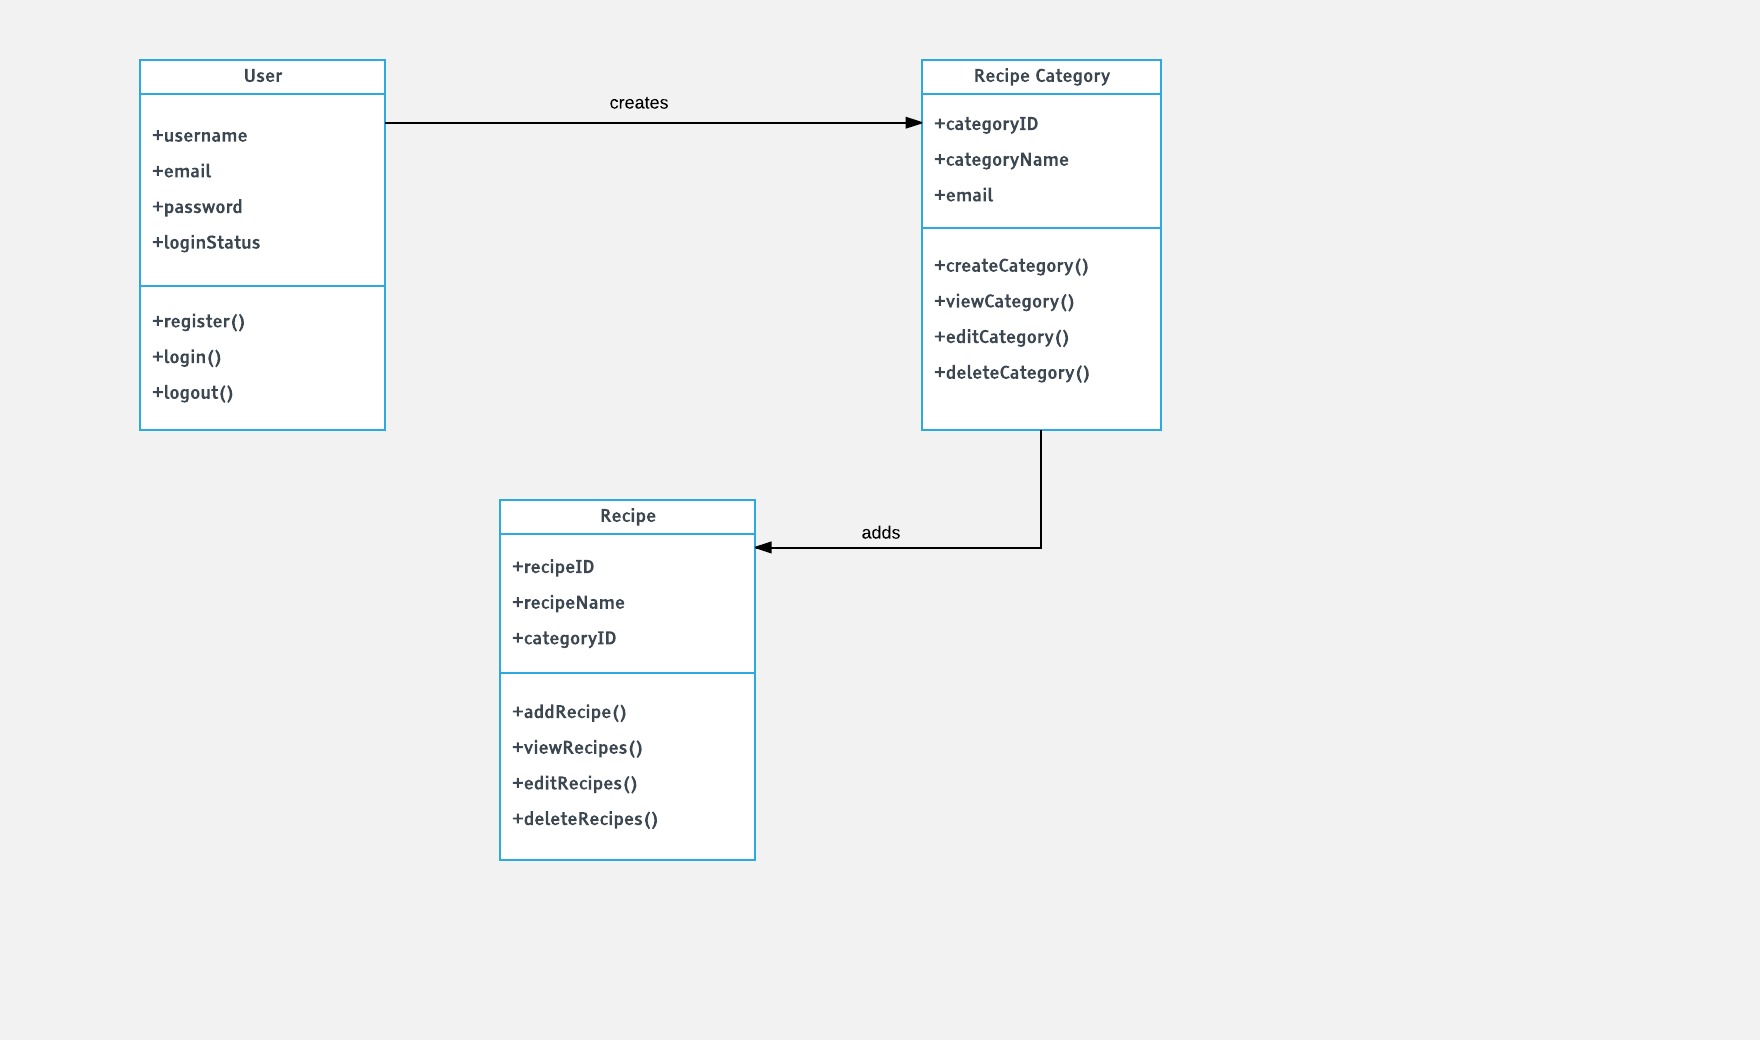 User
+username
+email
+password
+loginStatus
+register()
+login()
+logout()
creates
Recipe Category
+categoryID
+categoryName
+email
+createCategory()
+viewCategory()
+editCategory()
+deleteCategory()
adds
Recipe
+recipeID
+recipeName
+categoryID
+addRecipe()
+viewRecipes()
+editRecipes()
+deleteRecipes()